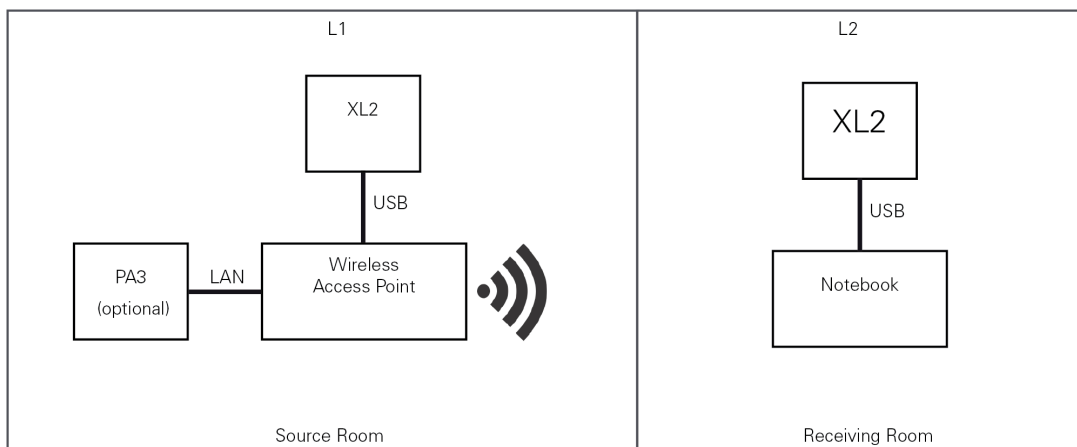 L1
XL2
USB
PA3
(optional)
LAN
Wireless
Access Point
Source Room
L2
XL2
USB
Notebook
Receiving Room